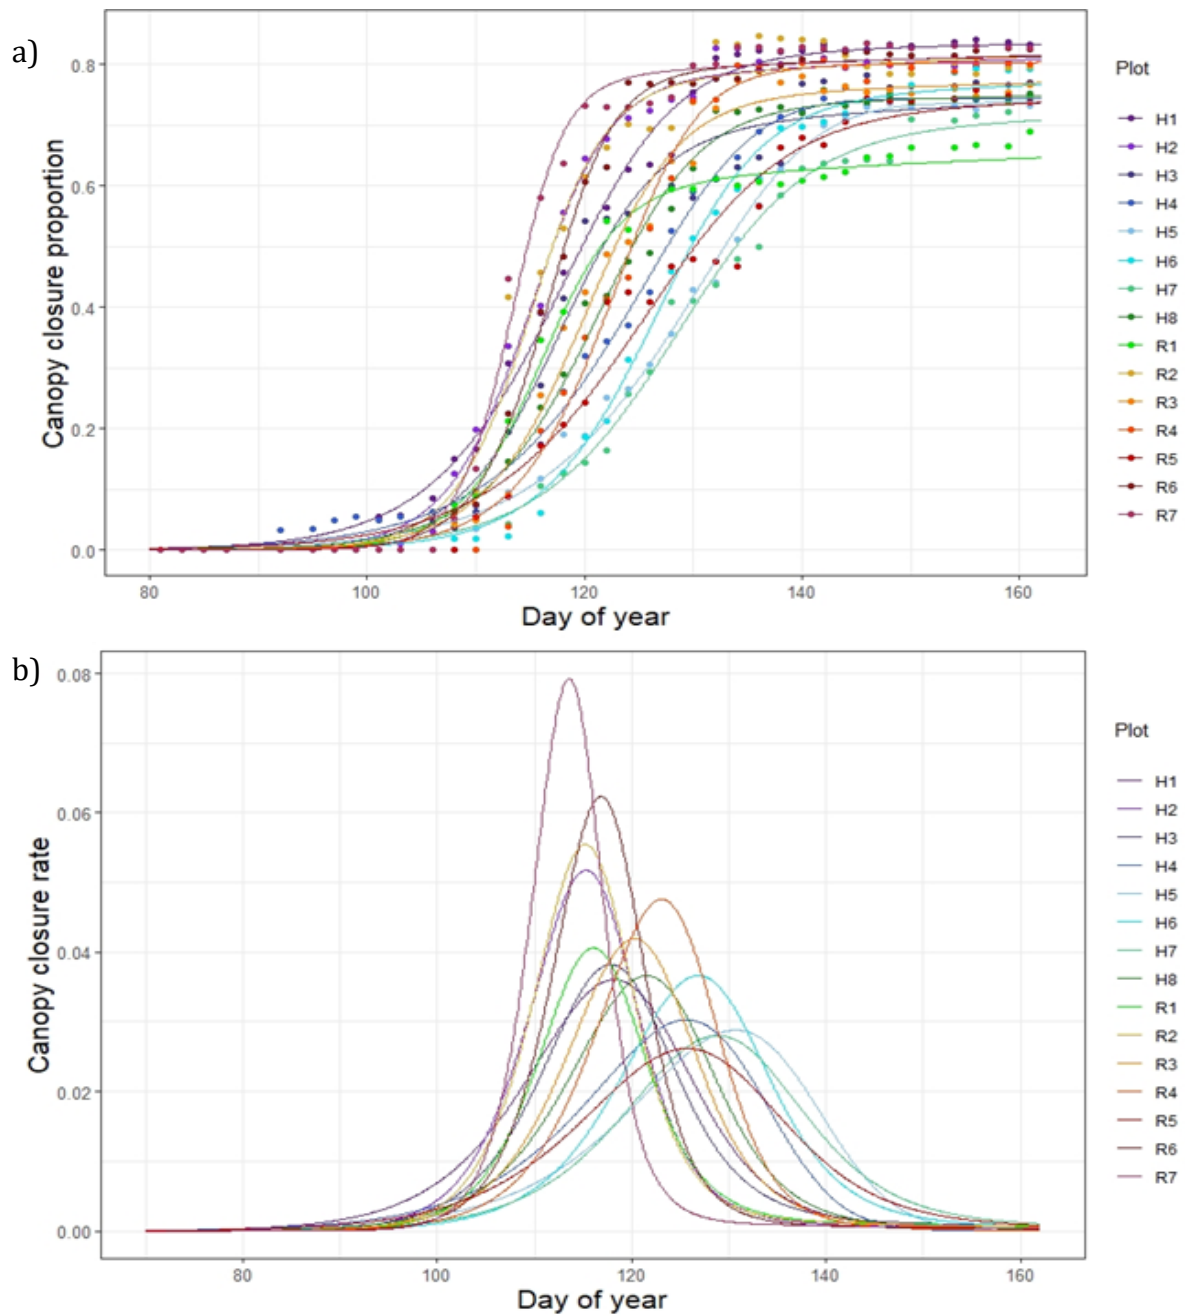 a)
Canopy closure proportion
0.8
0.6
0.4
0.2
0.0
80
100
120
140
160
Day of year
Plot
H1
H2
H3
H4
H5
H6
H7
H8
R1
R2
R3
R4
R5
R6
R7
b)
Canopy closure rate
0.08
0.06
0.04
0.02
0.00
80
100
120
140
160
Day of year
Plot
H1
H2
H3
H4
H5
H6
H7
H8
R1
R2
R3
R4
R5
R6
R7